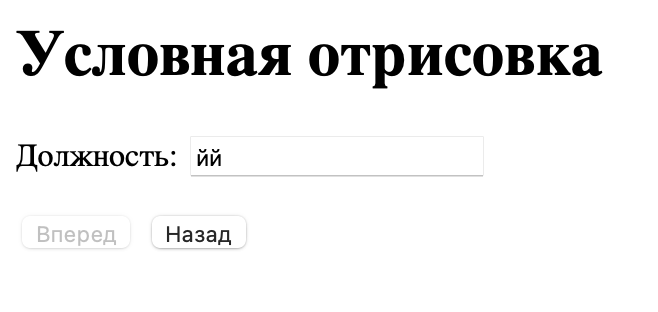 Условная отрисовка
Должность: йй
Вперед Назад